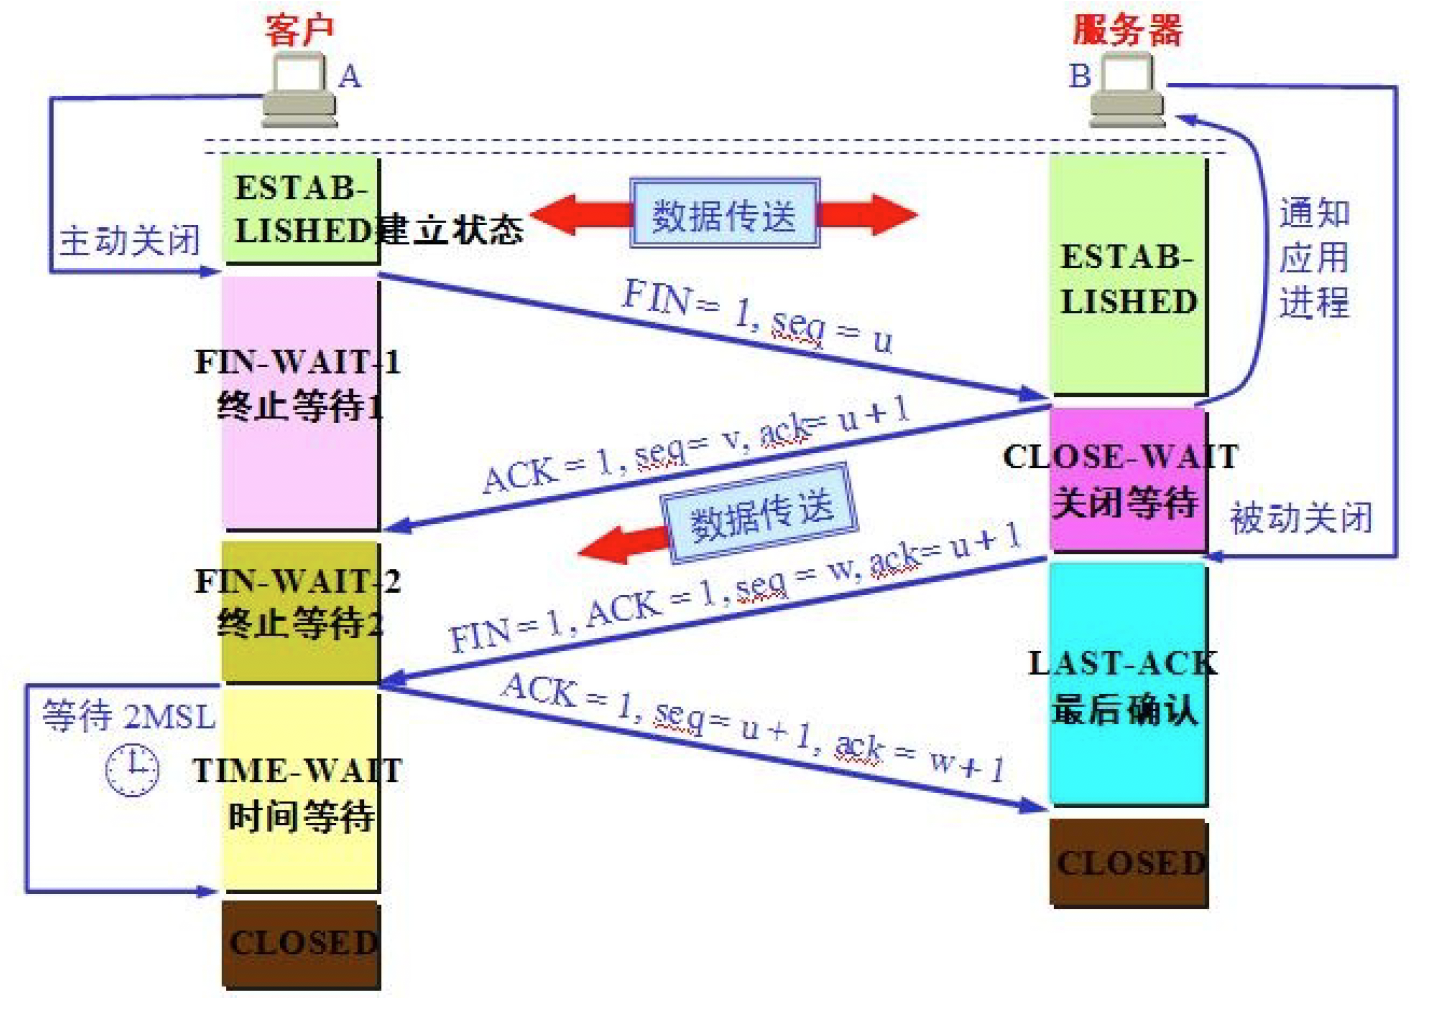 客户
服务器
A
B
ESTAB-
LISHED建立状态
主动关闭
数据传送
ESTAB-
LISHED
通知
应用
进程
FIN = 1, seq = u
FIN-WAIT-1
终止等待1
ACK = 1, seq= v, ack= u + 1
CLOSE-WAIT
关闭等待
被动关闭
数据传送
FIN-WAIT-2
终止等待2
FIN = 1, ACK = 1, seq = w, ack= u + 1
LAST-ACK
最后确认
等待 2MSL
ACK = 1, seq= u + 1, ack = w+ 1
TIME-WAIT
时间等待
CLOSED
CLOSED